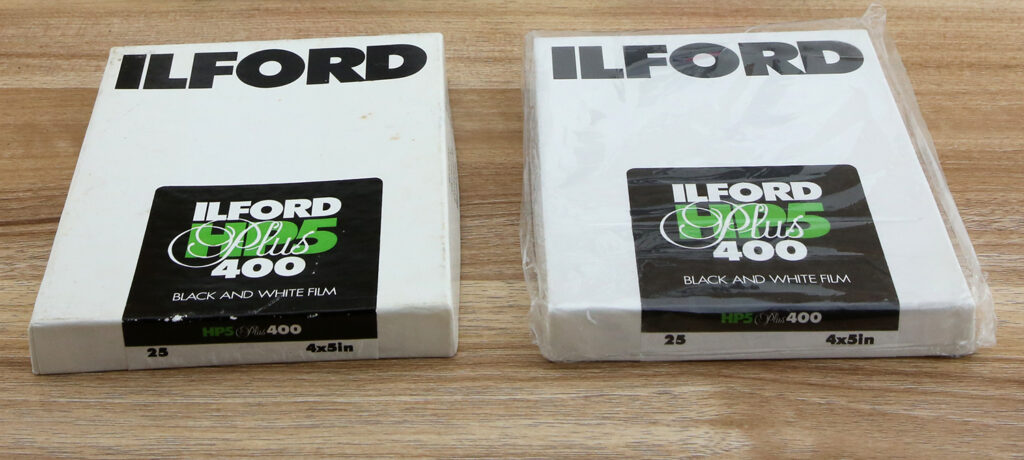 ILFORD
ILFORD
HP5
Plus
400
BLACK AND WHITE FILM
HP5 Plus 400
25 4x5in
ILFORD
ILFORD
HP5
Plus
400
BLACK AND WHITE FILM
HP5 Plus 400
25 4x5in